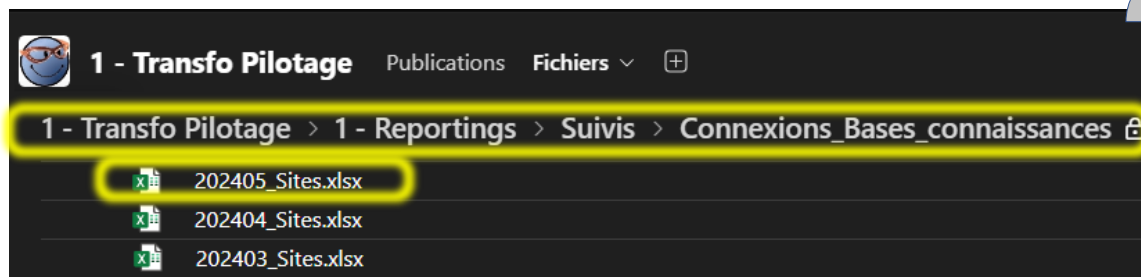 1 - Transfo Pilotage Publications Fichiers
1 - Transfo Pilotage > 1 - Reportings > Suivis > Connexions_Bases_connaissances
202405_Sites.xlsx
202404_Sites.xlsx
202403_Sites.xlsx